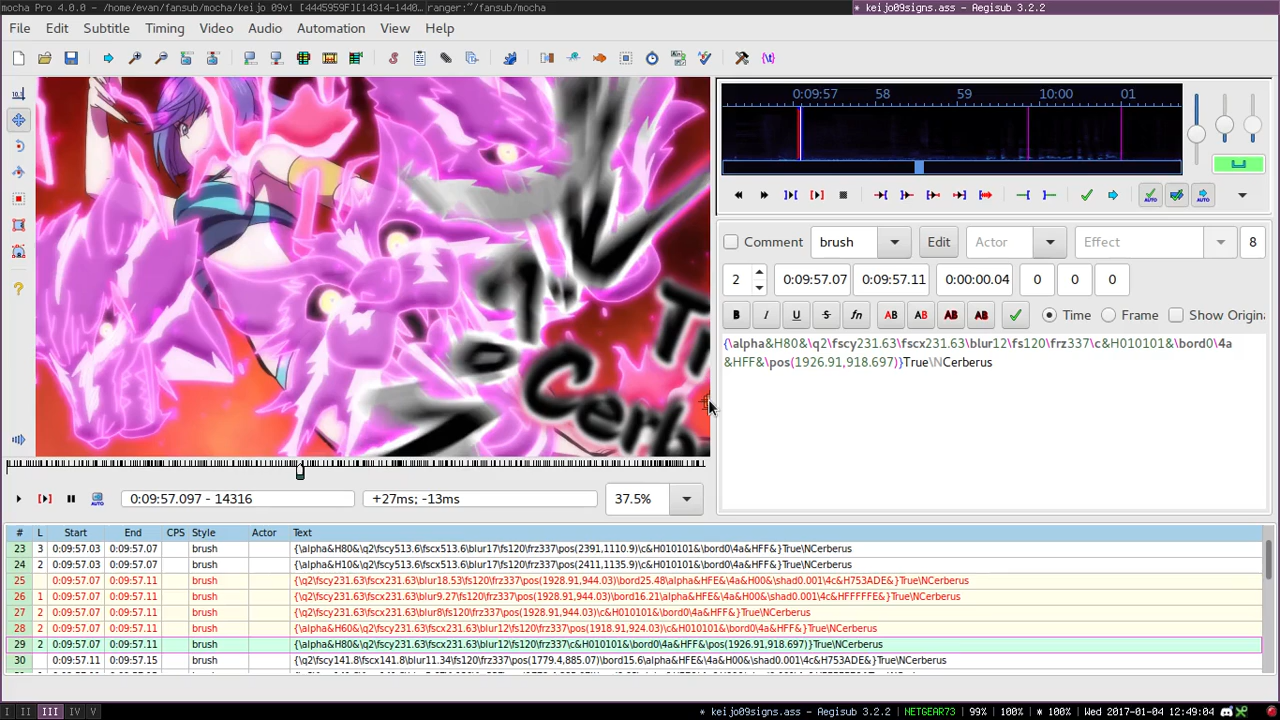 mocha Pro 4.0.0 - /home/evan/fansub/mocha/keijo 09v1 [4445959F][14314-1440... ranger:~/fansub/mocha
* keijo09signs.ass - Aegisub 3.2.2
File Edit Subtitle Timing Video Audio Automation View Help
0:09:57 58 59 10:00 01
Comment brush Edit Actor Effect 8
2 0:09:57.07 0:09:57.11 0:00:00.04 0 0 0
B I U S fn AB AB AB AB Time Frame Show Origina
{\alpha&H80&\q2\fscy231.63\fscx231.63\blur12\fs120\frz337\c&H010101&\bord0\4a
&HFF&\pos(1926.91,918.697)}True\NCerberus
Tr
Cerb
0:09:57.097 - 14316 +27ms; -13ms 37.5%
# L Start End CPS Style Actor Text
23 3 0:09:57.03 0:09:57.07 brush {\alpha&H80&\q2\fscy513.6\fscx513.6\blur17\fs120\frz337\pos(2391,1110.9)\c&H010101&\bord0\4a&HFF&}True\NCerberus
24 2 0:09:57.03 0:09:57.07 brush {\alpha&H10&\q2\fscy513.6\fscx513.6\blur7\fs120\frz337\pos(2411,1135.9)\c&H010101&\bord0\4a&HFF&}True\NCerberus
25 0:09:57.07 0:09:57.11 brush {\q2\fscy231.63\fscx231.63\blur18.53\fs120\frz337\pos(1928.91,944.03)\bord25.48\alpha&HFE&\4a&H00&\shad0.001\4c&H753ADE&}True\NCerberus
26 1 0:09:57.07 0:09:57.11 brush {\q2\fscy231.63\fscx231.63\blur9.27\fs120\frz337\pos(1928.91,944.03)\bord16.21\alpha&HFE&\4a&H00&\shad0.001\4c&HFFFFFE&}True\NCerberus
27 2 0:09:57.07 0:09:57.11 brush {\q2\fscy231.63\fscx231.63\blur8\fs120\frz337\pos(1928.91,944.03)\c&H010101&\bord0\4a&HFF&}True\NCerberus
28 2 0:09:57.07 0:09:57.11 brush {\alpha&H60&\q2\fscy231.63\fscx231.63\blur12\fs120\frz337\pos(1918.91,924.03)\c&H010101&\bord0\4a&HFF&}True\NCerberus
29 2 0:09:57.07 0:09:57.11 brush {\alpha&H80&\q2\fscy231.63\fscx231.63\blur12\fs120\frz337\c&H010101&\bord0\4a&HFF&\pos(1926.91,918.697)}True\NCerberus
30 0:09:57.11 0:09:57.15 brush {\q2\fscy141.8\fscx141.8\blur11.34\fs120\frz337\pos(1779.4,885.07)\bord15.6\alpha&HFE&\4a&H00&\shad0.001\4c&H753ADE&}True\NCerberus
I II III IV V * keijo09signs.ass - Aegisub 3.2.2 NETGEAR73 99% 100% 100% Wed 2017-01-04 12:49:04